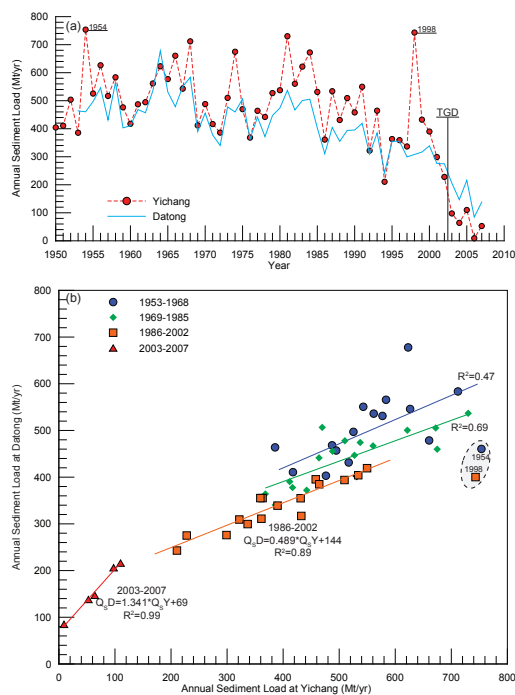 (a)
1954
1998
TGD
Annual Sediment Load (Mt/yr)
800
700
600
500
400
300
200
100
0
Yichang
Datong
1950 1955 1960 1965 1970 1975 1980 1985 1990 1995 2000 2005 2010
Year
(b)
1953-1968
1969-1985
1986-2002
2003-2007
R²=0.47
R²=0.69
1954
1998
1986-2002
QₛD=0.489*QₛY+144
R²=0.89
2003-2007
QₛD=1.341*QₛY+69
R²=0.99
Annual Sediment Load at Datong (Mt/yr)
800
700
600
500
400
300
200
100
0
0 100 200 300 400 500 600 700 800
Annual Sediment Load at Yichang (Mt/yr)